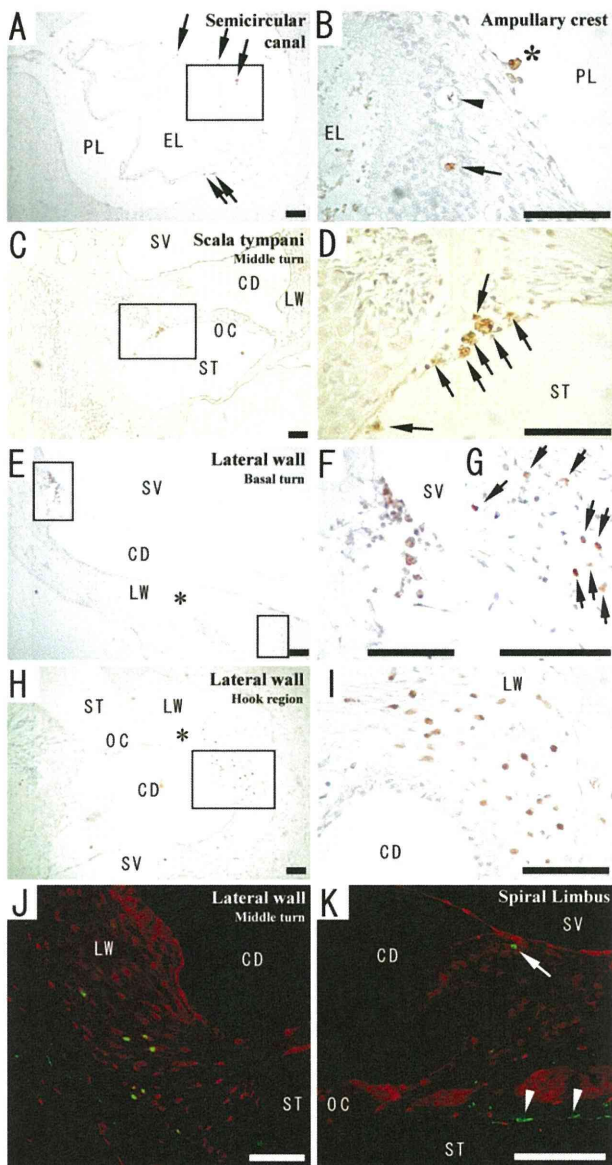 A
Semicircular
canal
PL
EL
B
Ampullary crest
*
PL
EL
C
Scala tympani
Middle turn
SV
CD
LW
OC
ST
D
ST
E
Lateral wall
Basal turn
SV
CD
LW
*
F
SV
G
H
Lateral wall
Hook region
ST
LW
OC
*
CD
SV
I
LW
CD
J
Lateral wall
Middle turn
LW
CD
ST
K
Spiral Limbus
SV
CD
OC
ST